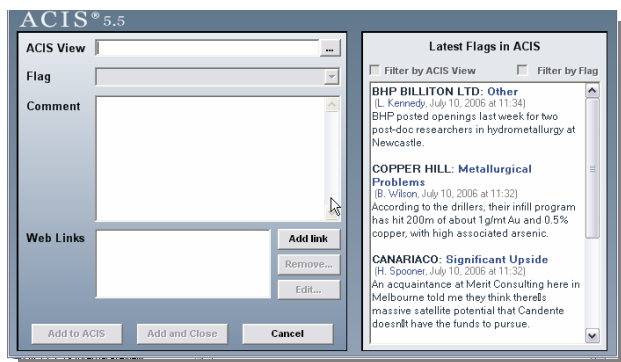 ACIS® 5.5
ACIS View
...
Flag
Comment
Web Links
Add link
Remove...
Edit...
Add to ACIS
Add and Close
Cancel
Latest Flags in ACIS
Filter by ACIS View
Filter by Flag
BHP BILLITON LTD: Other
(L. Kennedy, July 10, 2006 at 11:34)
BHP posted openings last week for two
post-doc researchers in hydrometallurgy at
Newcastle.
COPPER HILL: Metallurgical
Problems
(B. Wilson, July 10, 2006 at 11:32)
According to the drillers, their infill program
has hit 200m of about 1g/mt Au and 0.5%
copper, with high associated arsenic.
CANARIACO: Significant Upside
(H. Spooner, July 10, 2006 at 11:32)
An acquaintance at Merit Consulting here in
Melbourne told me they think there‖s
massive satellite potential that Candente
doesn‖t have the funds to pursue.